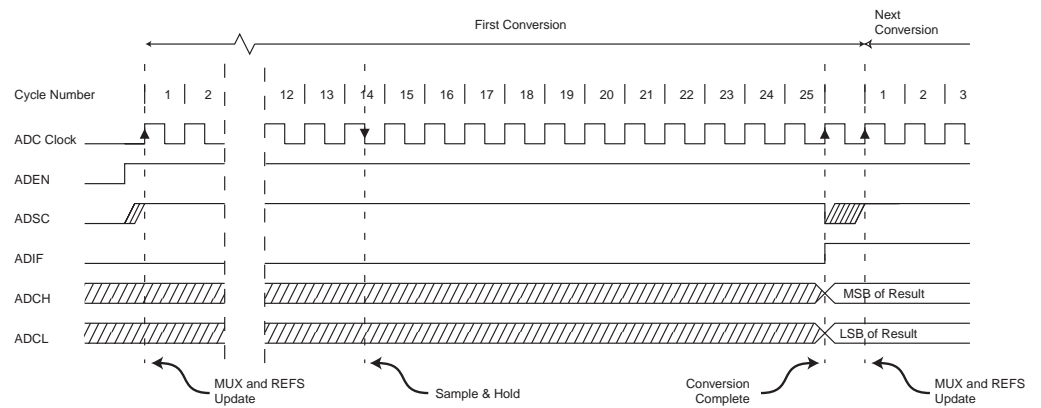 First Conversion
Next
Conversion
Cycle Number 1 2 12 13 14 15 16 17 18 19 20 21 22 23 24 25 1 2 3
ADC Clock
ADEN
ADSC
ADIF
ADCH MSB of Result
ADCL LSB of Result
MUX and REFS
Update
Sample & Hold
Conversion
Complete
MUX and REFS
Update